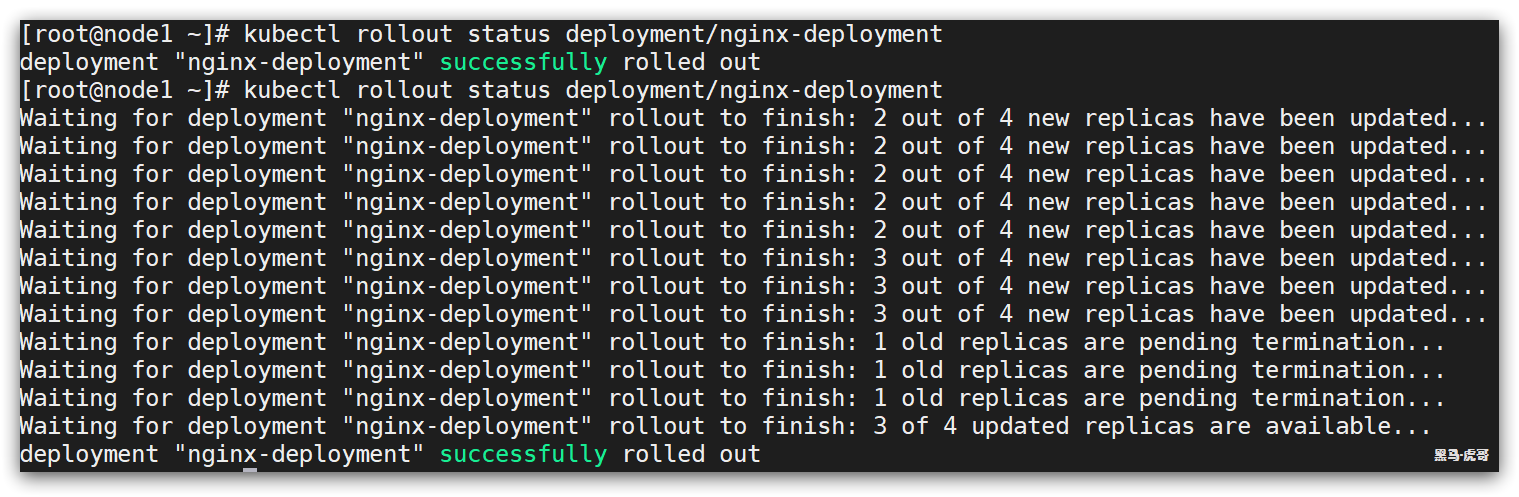 [root@node1 ~]# kubectl rollout status deployment/nginx-deployment
deployment "nginx-deployment" successfully rolled out
[root@node1 ~]# kubectl rollout status deployment/nginx-deployment
Waiting for deployment "nginx-deployment" rollout to finish: 2 out of 4 new replicas have been updated...
Waiting for deployment "nginx-deployment" rollout to finish: 2 out of 4 new replicas have been updated...
Waiting for deployment "nginx-deployment" rollout to finish: 2 out of 4 new replicas have been updated...
Waiting for deployment "nginx-deployment" rollout to finish: 2 out of 4 new replicas have been updated...
Waiting for deployment "nginx-deployment" rollout to finish: 2 out of 4 new replicas have been updated...
Waiting for deployment "nginx-deployment" rollout to finish: 3 out of 4 new replicas have been updated...
Waiting for deployment "nginx-deployment" rollout to finish: 3 out of 4 new replicas have been updated...
Waiting for deployment "nginx-deployment" rollout to finish: 3 out of 4 new replicas have been updated...
Waiting for deployment "nginx-deployment" rollout to finish: 1 old replicas are pending termination...
Waiting for deployment "nginx-deployment" rollout to finish: 1 old replicas are pending termination...
Waiting for deployment "nginx-deployment" rollout to finish: 1 old replicas are pending termination...
Waiting for deployment "nginx-deployment" rollout to finish: 3 of 4 updated replicas are available...
deployment "nginx-deployment" successfully rolled out
黑马-虎哥